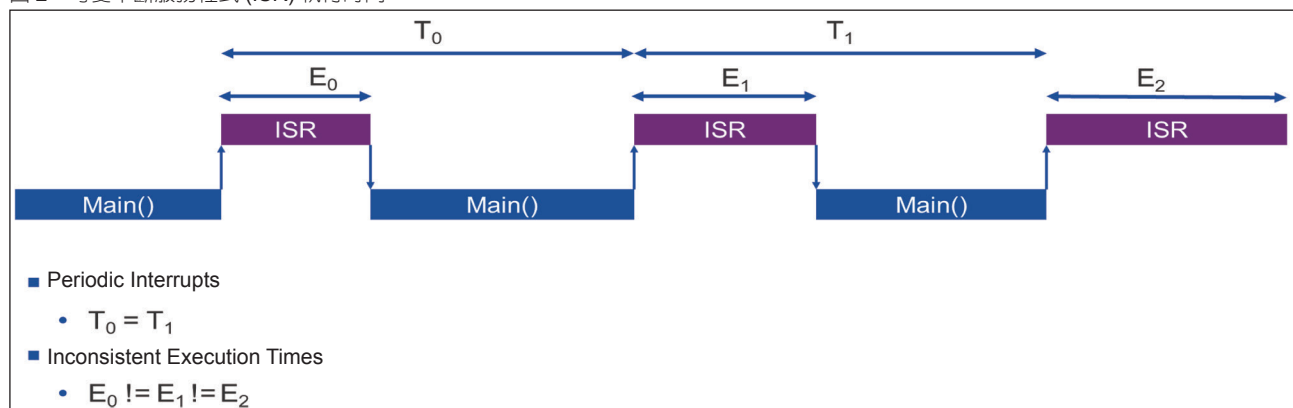 (ISR)
T₀ T₁
E₀ E₁ E₂
ISR ISR ISR
Main() Main() Main()
■ Periodic Interrupts
• T₀ = T₁
■ Inconsistent Execution Times
• E₀ != E₁ != E₂